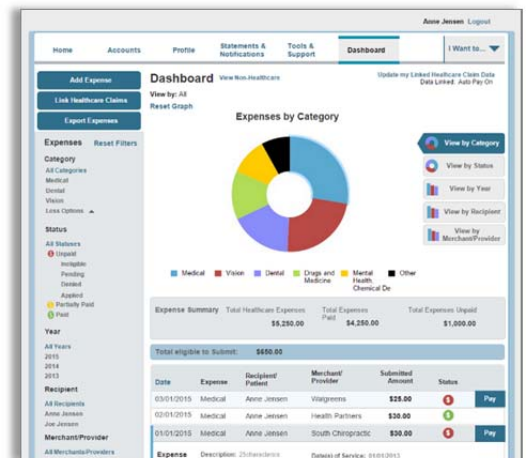 Anne Jensen Logout
Home Accounts Profile Statements & Notifications Tools & Support Dashboard I Want to...
Add Expense
Link Healthcare Claims
Export Expenses
Dashboard View Non-Healthcare
Update my Linked Healthcare Claim Data
Data Linked: Auto Pay On
View by: All
Reset Graph
Expenses Reset Filters
Category
All Categories
Medical
Dental
Vision
Less Options
Status
All Statuses
Unpaid
Ineligible
Pending
Denied
Applied
Partially Paid
Paid
Year
All Years
2015
2014
2013
Recipient
All Recipients
Anne Jensen
Joe Jensen
Merchant/Provider
All Merchants/Providers
Expenses by Category
View by Category
View by Status
View by Year
View by Recipient
View by
Merchant/Provider
Medical Vision Dental Drugs and Medicine Mental Health, Chemical De Other
Expense Summary
Total Healthcare Expenses
$5,250.00
Total Expenses Paid
$4,250.00
Total Expenses Unpaid
$1,000.00
Total eligible to Submit: $650.00
Date Expense Recipient/Patient Merchant/Provider Submitted Amount Status
03/01/2015 Medical Anne Jensen Walgreens $25.00 $ Pay
02/01/2015 Medical Anne Jensen Health Partners $30.00 $
01/01/2015 Medical Anne Jensen South Chiropractic $30.00 $ Pay
Expense Description: 25characters Date(s) of Service: 01/01/2013